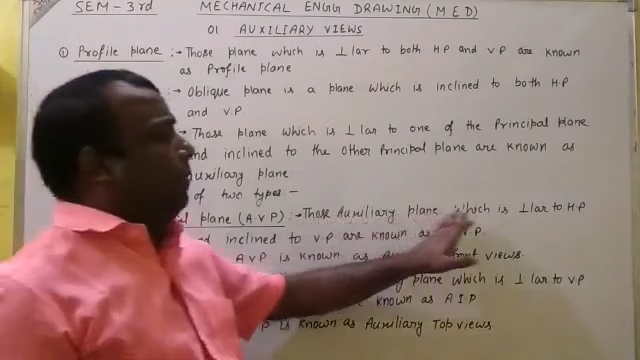 SEM - 3rd MECHANICAL ENGG DRAWING (MED)
01 AUXILIARY VIEWS
① Profile plane :→ Those plane which is ⊥lar to both H.P and V.P are known
as Profile plane
:→ Oblique plane is a plane which is inclined to both H.P
and V.P.
:→ Those plane which is ⊥lar to one of the Principal plane
and inclined to the Other Principal plane are known as
auxiliary plane
of two types:—
plane (A.V.P) :→ Those Auxiliary plane which is ⊥lar to H.P
inclined to V.P are known as V.P.
A.V.P is known as views.
plane which is ⊥lar to V.P
are known as A I P
is known as Auxiliary Top views